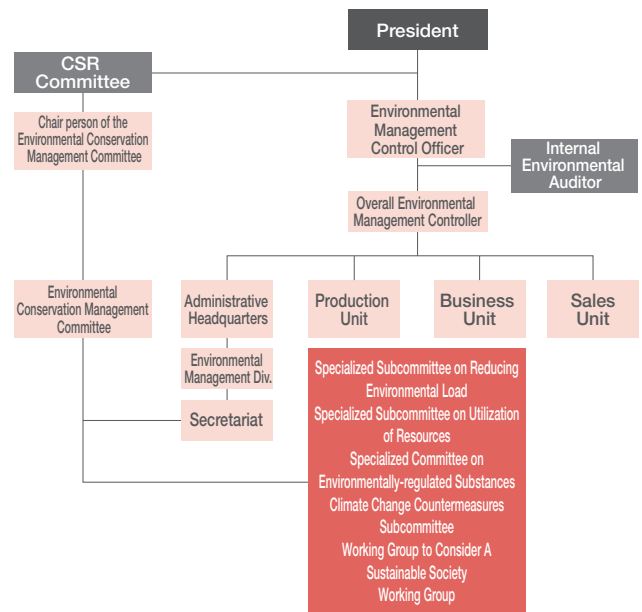 President
CSR
Committee
Chair person of the
Environmental Conservation
Management Committee
Environmental
Management
Control Officer
Internal
Environmental
Auditor
Overall Environmental
Management Controller
Environmental
Conservation Management
Committee
Administrative
Headquarters
Production
Unit
Business
Unit
Sales
Unit
Environmental
Management Div.
Secretariat
Specialized Subcommittee on Reducing
Environmental Load
Specialized Subcommittee on Utilization
of Resources
Specialized Committee on
Environmentally-regulated Substances
Climate Change Countermeasures
Subcommittee
Working Group to Consider A
Sustainable Society
Working Group